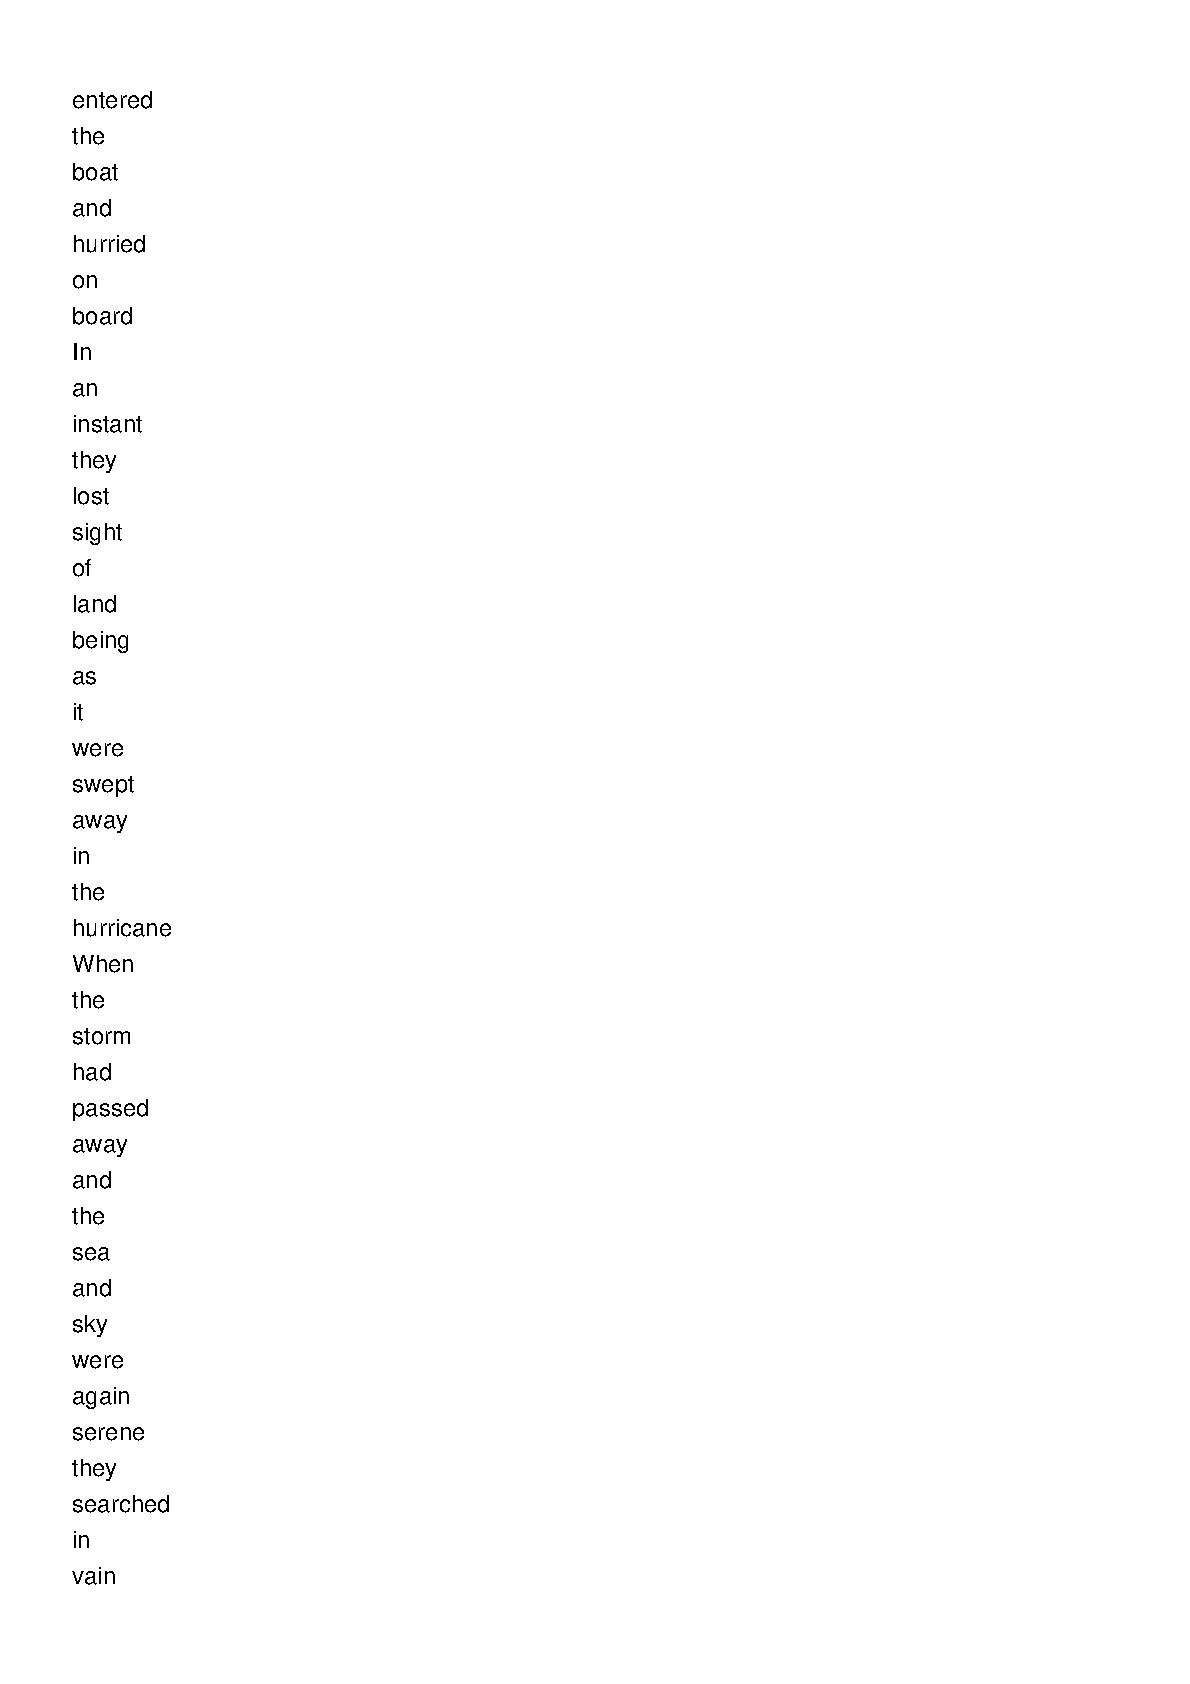 entered
the
boat
and
hurried
on
board
In
an
instant
they
lost
sight
of
land
being
as
it
were
swept
away
in
the
hurricane
When
the
storm
had
passed
away
and
the
sea
and
sky
were
again
serene
they
searched
in
vain